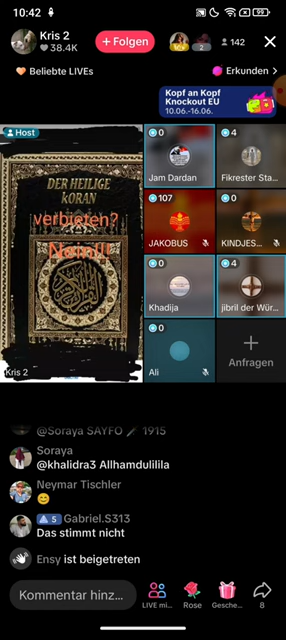 10:42
99
Kris 2
38.4K
+ Folgen
2
142
Beliebte LIVEs
Erkunden >
Kopf an Kopf
Knockout EU
10.06.-16.06.
Host
DER HEILIGE
KORAN
verbieten?
Nein!!!
Kris 2
0
Jam Dardan
4
Fikrester Sta...
107
JAKOBUS
0
KINDJES...
0
Khadija
4
jibril der Wür...
0
Ali
+
Anfragen
@Soraya SAYFO 1915
Soraya
@khalidra3 Allhamdulilila
Neymar Tischler
😊
5 Gabriel.S313
Das stimmt nicht
Ensy ist beigetreten
Kommentar hinz...
LIVE mi...
Rose
Gesche...
8